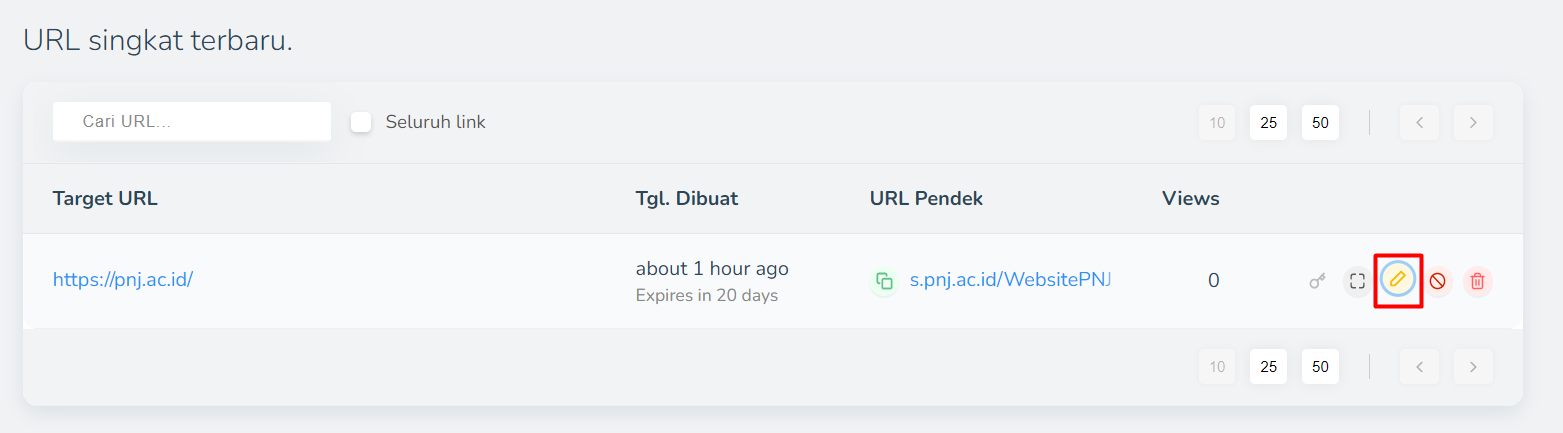 URL singkat terbaru.
Cari URL... Seluruh link 10 25 50
Target URL Tgl. Dibuat URL Pendek Views
https://pnj.ac.id/ about 1 hour ago s.pnj.ac.id/WebsitePNJ 0
Expires in 20 days
10 25 50